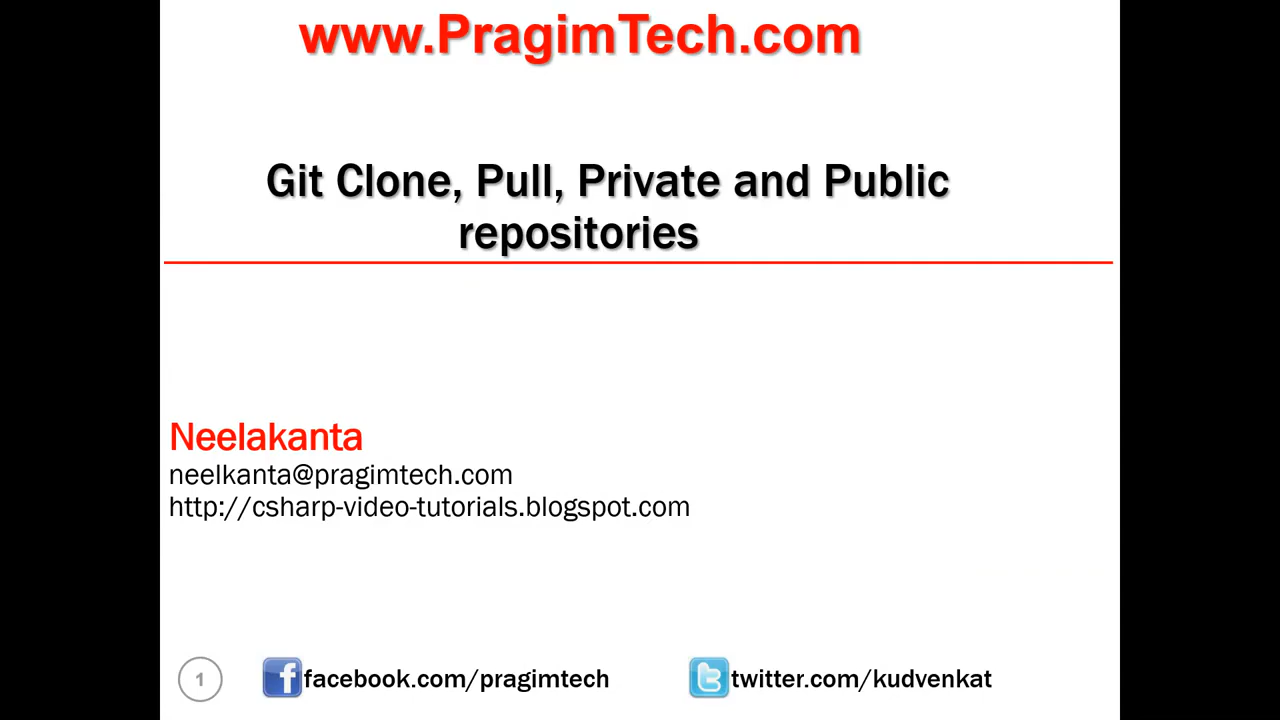 www.PragimTech.com
Git Clone, Pull, Private and Public
repositories
Neelakanta
neelkanta@pragimtech.com
http://csharp-video-tutorials.blogspot.com
1
facebook.com/pragimtech
twitter.com/kudvenkat